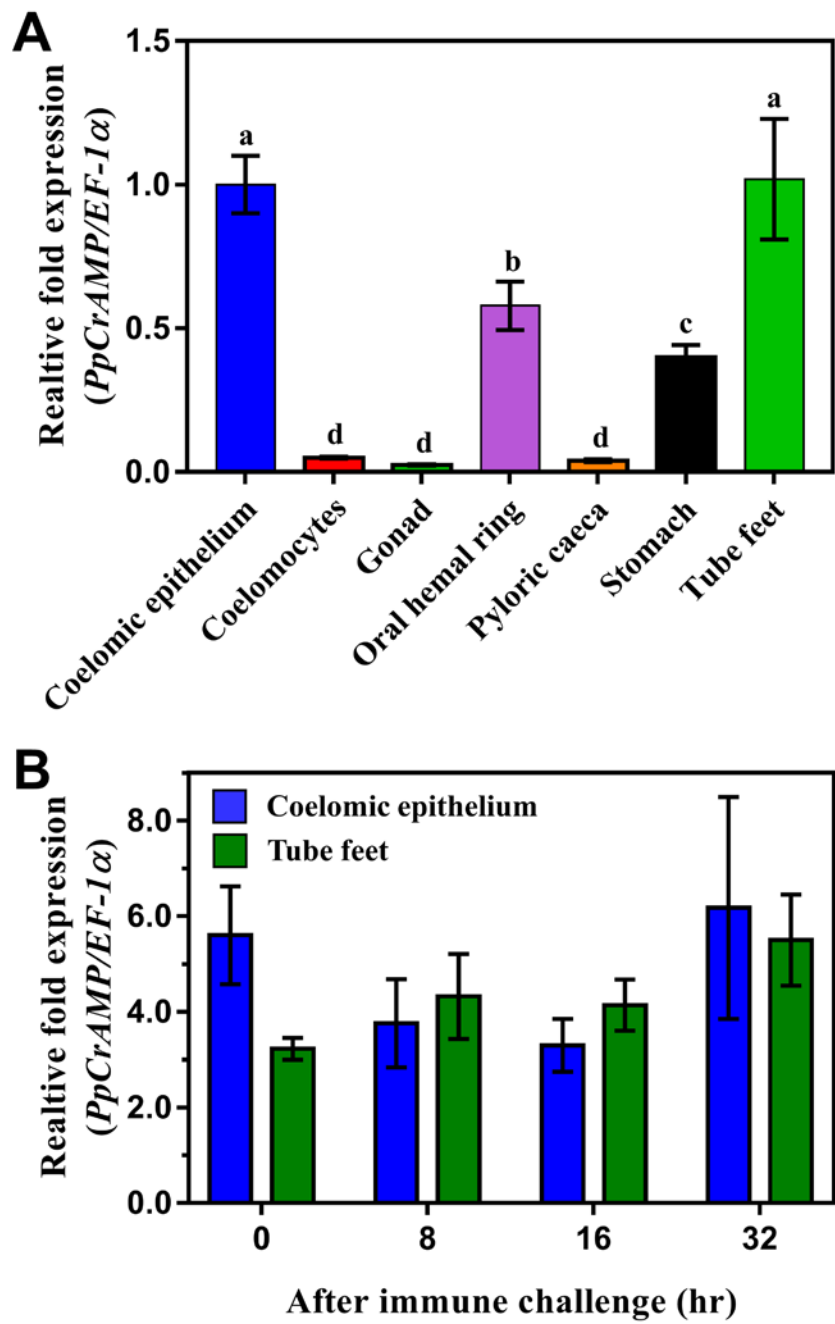 A
Realtive fold expression
(PpCrAMP/EF-1α)
1.5
1.0
0.5
0.0
a
d
d
b
d
c
a
Coelomic epithelium
Coelomocytes
Gonad
Oral hemal ring
Pyloric caeca
Stomach
Tube feet
B
Realtive fold expression
(PpCrAMP/EF-1α)
8.0
6.0
4.0
2.0
0.0
Coelomic epithelium
Tube feet
0
8
16
32
After immune challenge (hr)